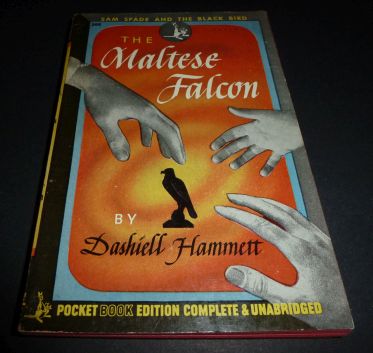 SAM SPADE AND THE BLACK BIRD
THE
Maltese
Falcon
BY
Dashiell Hammett
POCKET BOOK EDITION COMPLETE & UNABRIDGED